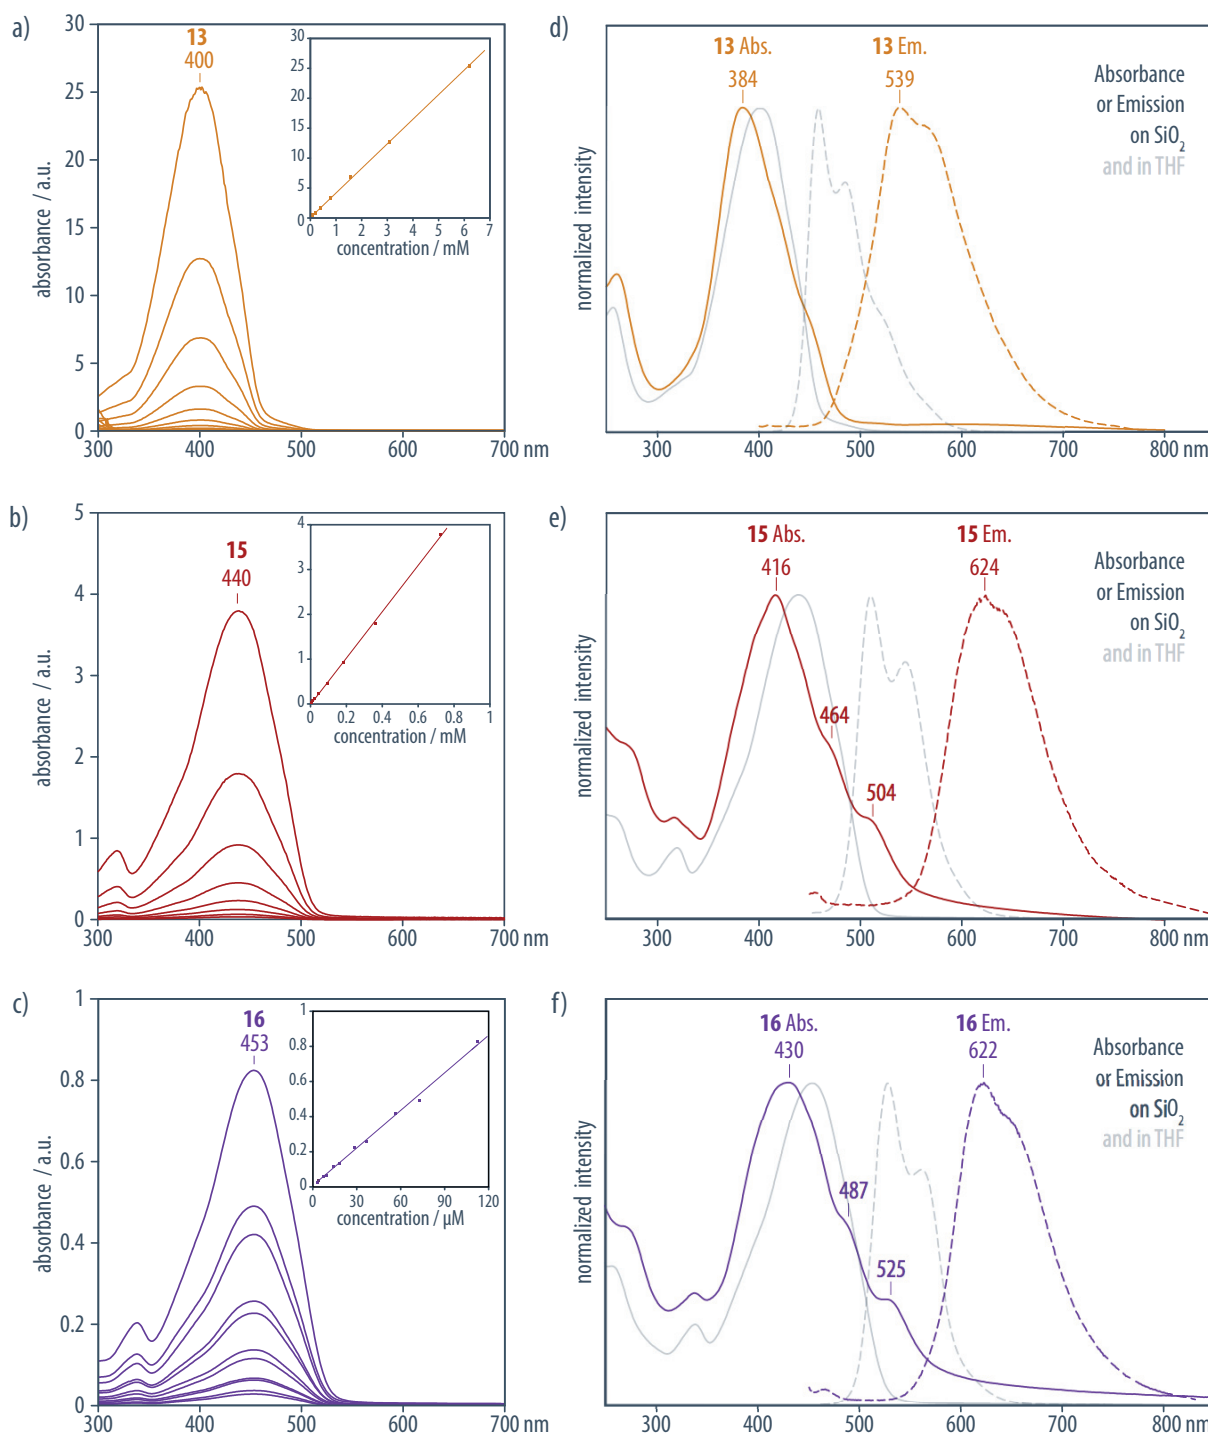 a)
absorbance / a.u.
30
25
20
15
10
5
0
13
400
300 400 500 600 700 nm
30
25
20
15
10
5
0
0 1 2 3 4 5 6 7
concentration / mM
d)
normalized intensity
13 Abs.
384
13 Em.
539
Absorbance
or Emission
on SiO2
and in THF
300 400 500 600 700 800 nm
b)
absorbance / a.u.
5
4
3
2
1
0
15
440
300 400 500 600 700 nm
4
3
2
1
0
0 0.2 0.4 0.6 0.8 1
concentration / mM
e)
normalized intensity
15 Abs.
416
464
504
15 Em.
624
Absorbance
or Emission
on SiO2
and in THF
300 400 500 600 700 800 nm
c)
absorbance / a.u.
1
0.8
0.6
0.4
0.2
0
16
453
300 400 500 600 700 nm
1
0.8
0.6
0.4
0.2
0
0 30 60 90 120
concentration / µM
f)
normalized intensity
16 Abs.
430
487
525
16 Em.
622
Absorbance
or Emission
on SiO2
and in THF
300 400 500 600 700 800 nm